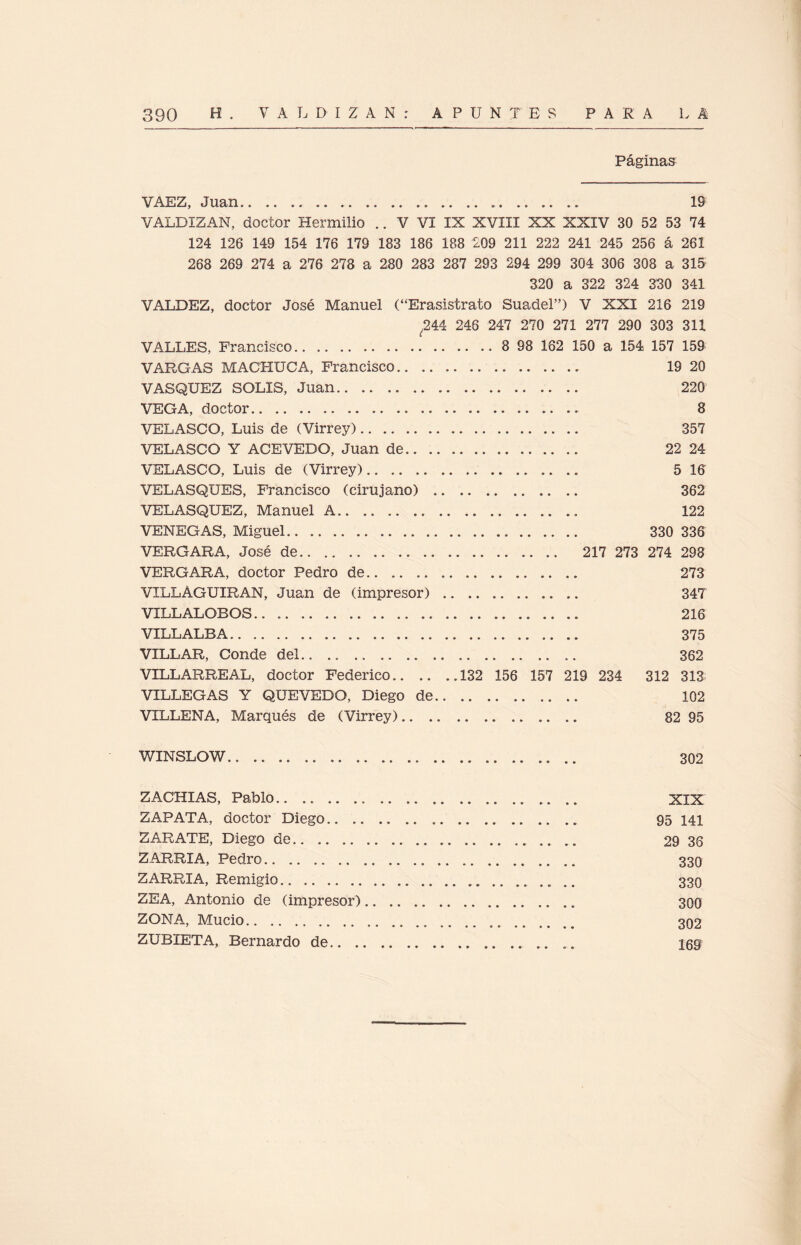 390 H. VALDIZAN: APUNTES PARA LA
Páginas
VAEZ, Juan.. .. .. .. .. .. .. .. .. .. .. .. .. .. 19
VALDIZAN, doctor Hermilio .. V VI IX XVIII XX XXIV 30 52 53 74
124 126 149 154 176 179 183 186 188 209 211 222 241 245 256 á 261
268 269 274 a 276 278 a 280 283 287 293 294 299 304 306 308 a 315
320 a 322 324 330 341
VALDEZ, doctor José Manuel (“Erasistrato Suadel”) V XXI 216 219
244 246 247 270 271 277 290 303 311
VALLES, Francisco.. .. .. .. .. .. .. .. .. 8 98 162 150 a 154 157 159
VARGAS MACHUCA, Francisco.. .. .. .. .. .. .. .. 19 20
VASQUEZ SOLIS, Juan.. .. .. .. .. .. .. .. .. .. .. 220
VEGA, doctor.. .. .. .. .. .. .. .. .. .. .. .. .. .. 8
VELASCO, Luis de (Virrey).. .. .. .. .. .. .. .. .. .. 357
VELASCO Y ACEVEDO, Juan de.. .. .. .. .. .. .. .. 22 24
VELASCO, Luis de (Virrey).. .. .. .. .. .. .. .. .. 5 16
VELASQUES, Francisco (cirujano) .. .. .. .. .. .. .. 362
VELASQUEZ, Manuel A.. .. .. .. .. .. .. .. .. .. .. 122
VENEGAS, Miguel.. .. .. .. .. .. .. .. .. .. .. .. .. 330 336
VERGARA, José de.. .. .. .. .. .. .. .. .. .. .. 217 273 274 298
VERGARA, doctor Pedro de.. .. .. .. .. .. .. .. .. .. 273
VILLAGUIRAN, Juan de (impresor) .. .. .. .. .. .. .. 347
VILLALOBOS.. .. .. .. .. .. .. .. .. .. .. .. .. .. 216
VILLALBA.. .. .. .. .. .. .. .. .. .. .. .. .. .. .. 375
VILLAR, Conde del.. .. .. .. .. .. .. .. .. .. .. .. 362
VILLARREAL, doctor Federico.. .. ..132 156 157 219 234 312 313
VILLEGAS Y QUEVEDO, Diego de.. .. .. .. .. .. .. 102
VILLENA, Marqués de (Virrey).. .. .. .. .. .. .. .. 82 95
WINSLOW.. .. .. .. .. .. .. .. .. .. .. .. .. .. .. 302
ZACHIAS, Pablo.. .. .. .. .. .. .. .. .. .. .. .. .. XIX
ZAPATA, doctor Diego.. .. .. .. .. .. .. .. .. .. .. 95 141
ZARATE, Diego de.. .. .. .. .. .. .. .. .. .. .. .. 29 36
ZARRIA, Pedro.. .. .. .. .. .. .. .. .. .. .. .. .. 330
ZARRIA, Remigio.. .. .. .. .. .. .. .. .. .. .. .. .. 330
ZEA, Antonio de (impresor).. .. .. .. .. .. .. .. .. 300
ZONA, Mucio.. .. .. .. .. .. .. .. .. .. .. .. .. .. 302
ZUBIETA, Bernardo de.. .. .. .. .. .. .. .. .. .. .. 169